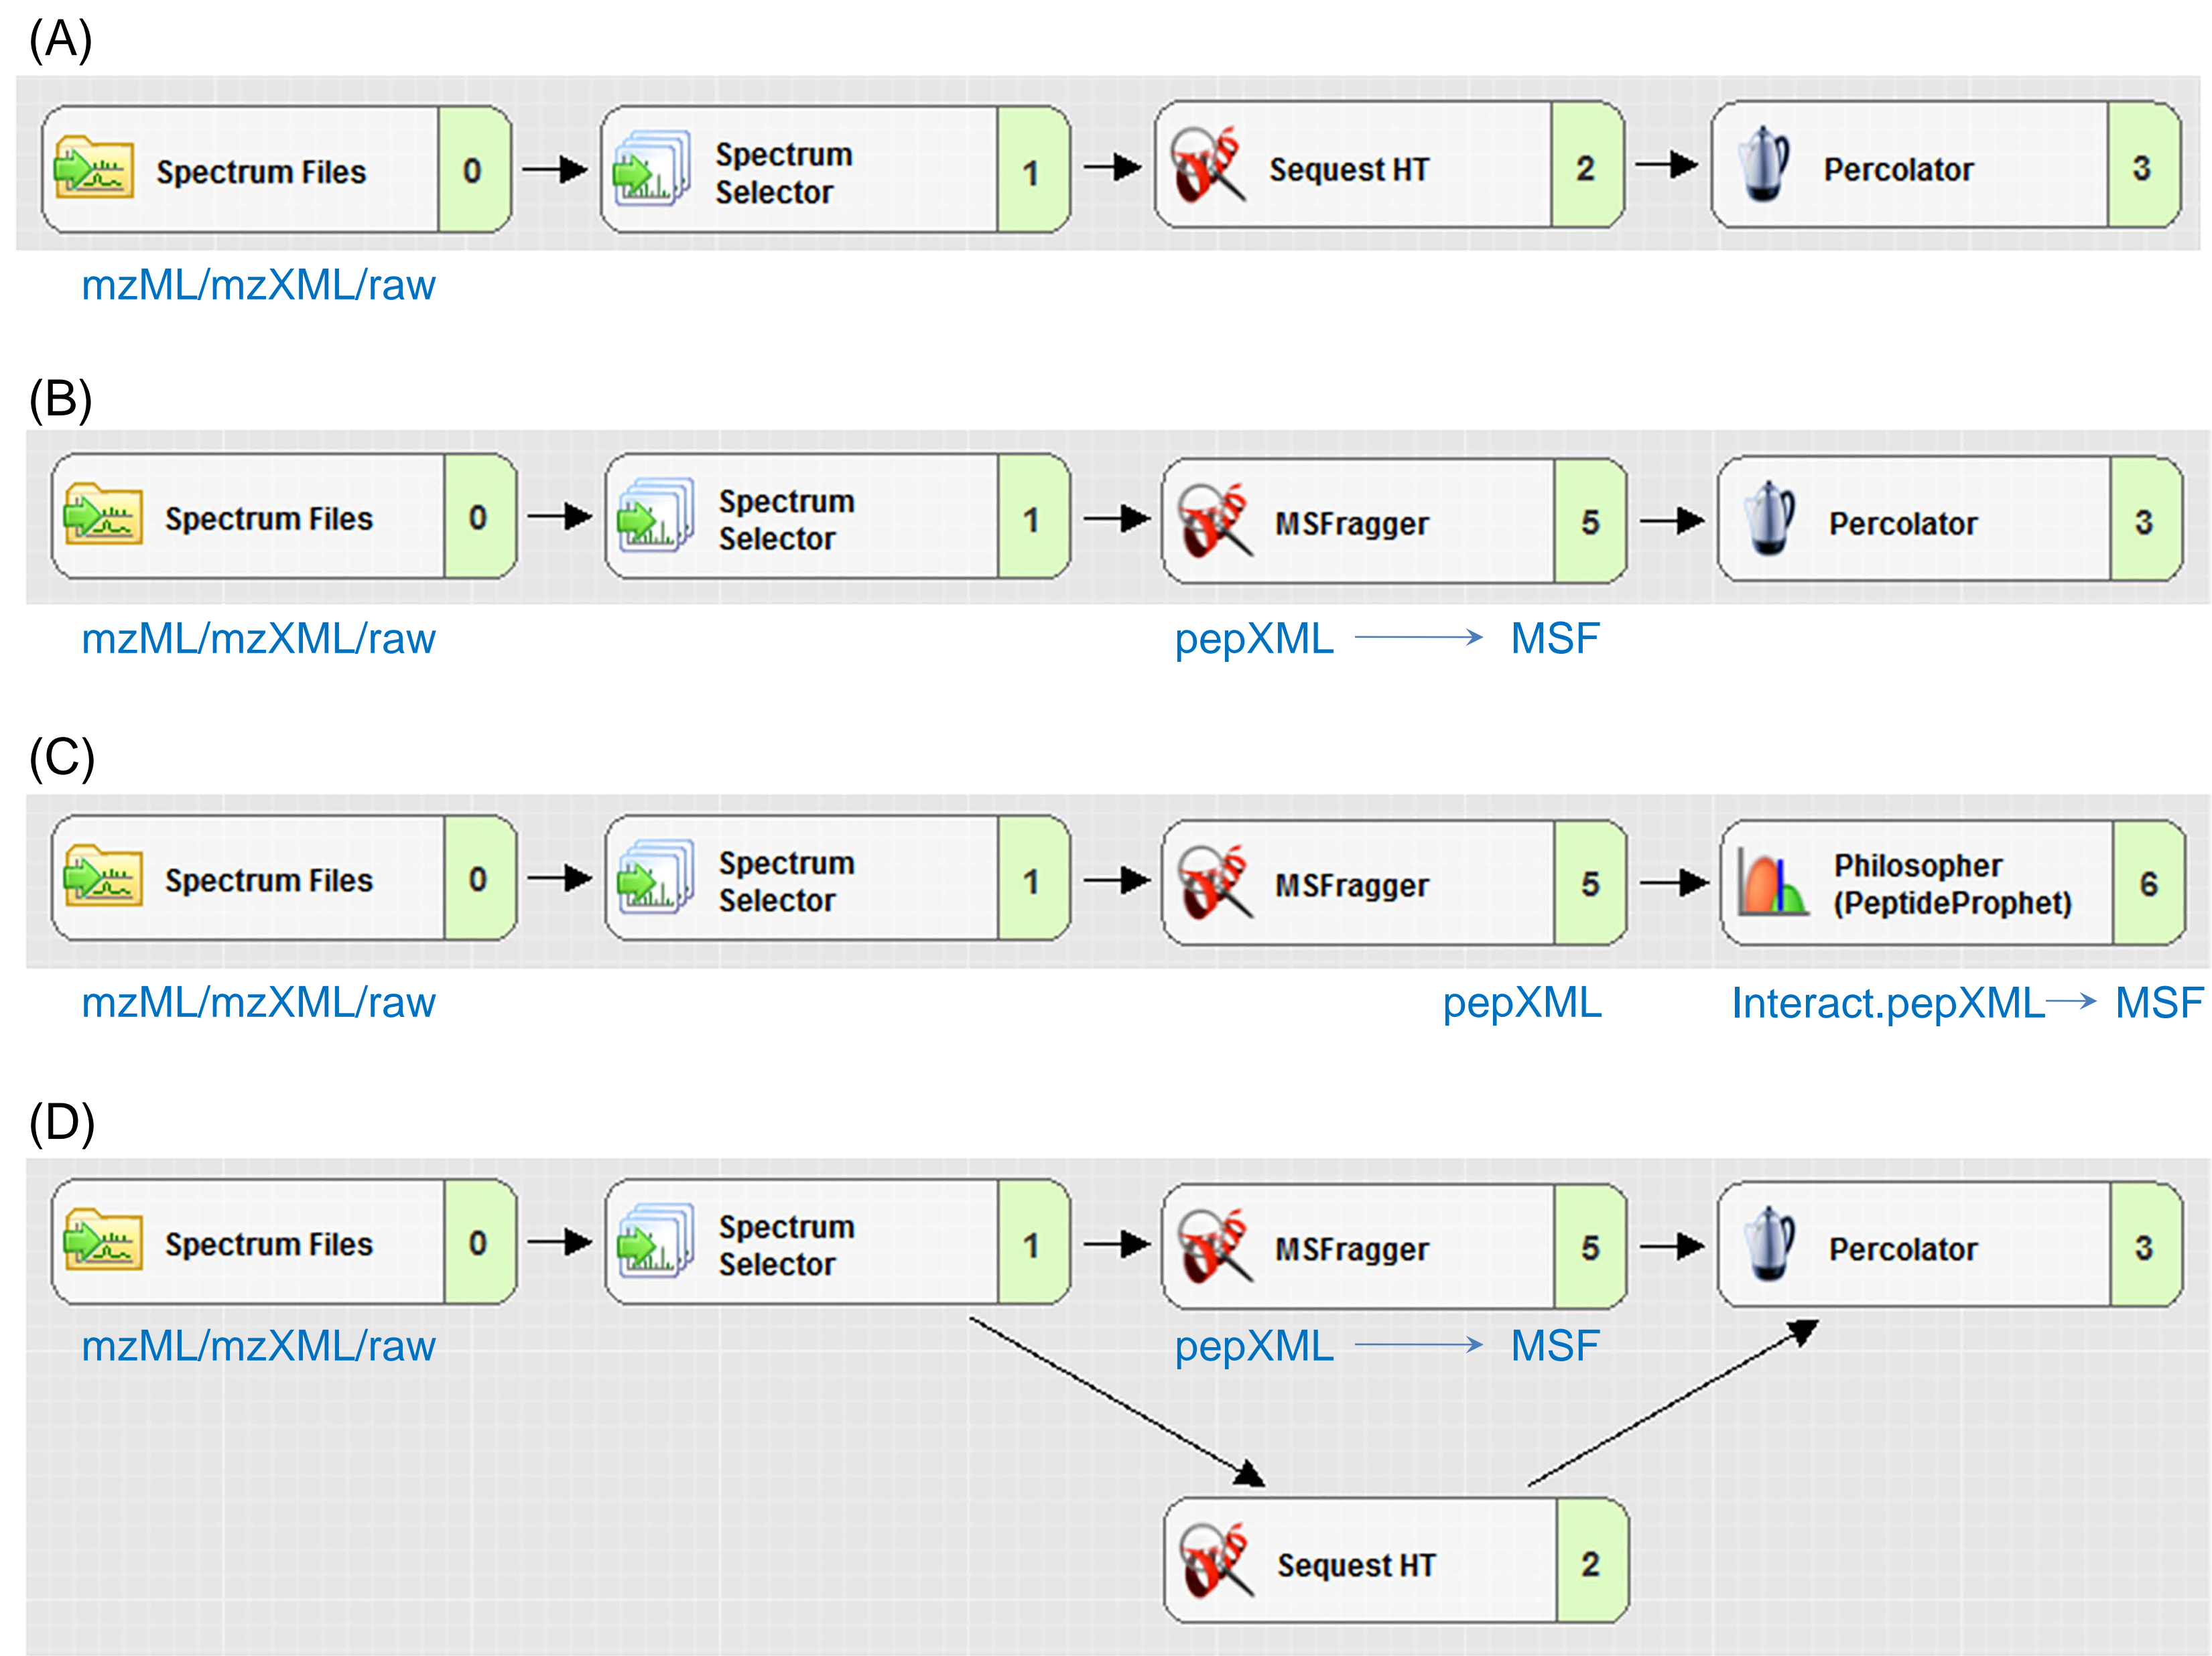 (A)
Spectrum Files
0
Spectrum
Selector
1
Sequest HT
2
Percolator
3
mzML/mzXML/raw
(B)
Spectrum Files
0
Spectrum
Selector
1
MSFragger
5
Percolator
3
mzML/mzXML/raw
pepXML
MSF
(C)
Spectrum Files
0
Spectrum
Selector
1
MSFragger
5
Philosopher
(PeptideProphet)
6
mzML/mzXML/raw
pepXML
Interact.pepXML
MSF
(D)
Spectrum Files
0
Spectrum
Selector
1
MSFragger
5
Percolator
3
mzML/mzXML/raw
pepXML
MSF
Sequest HT
2